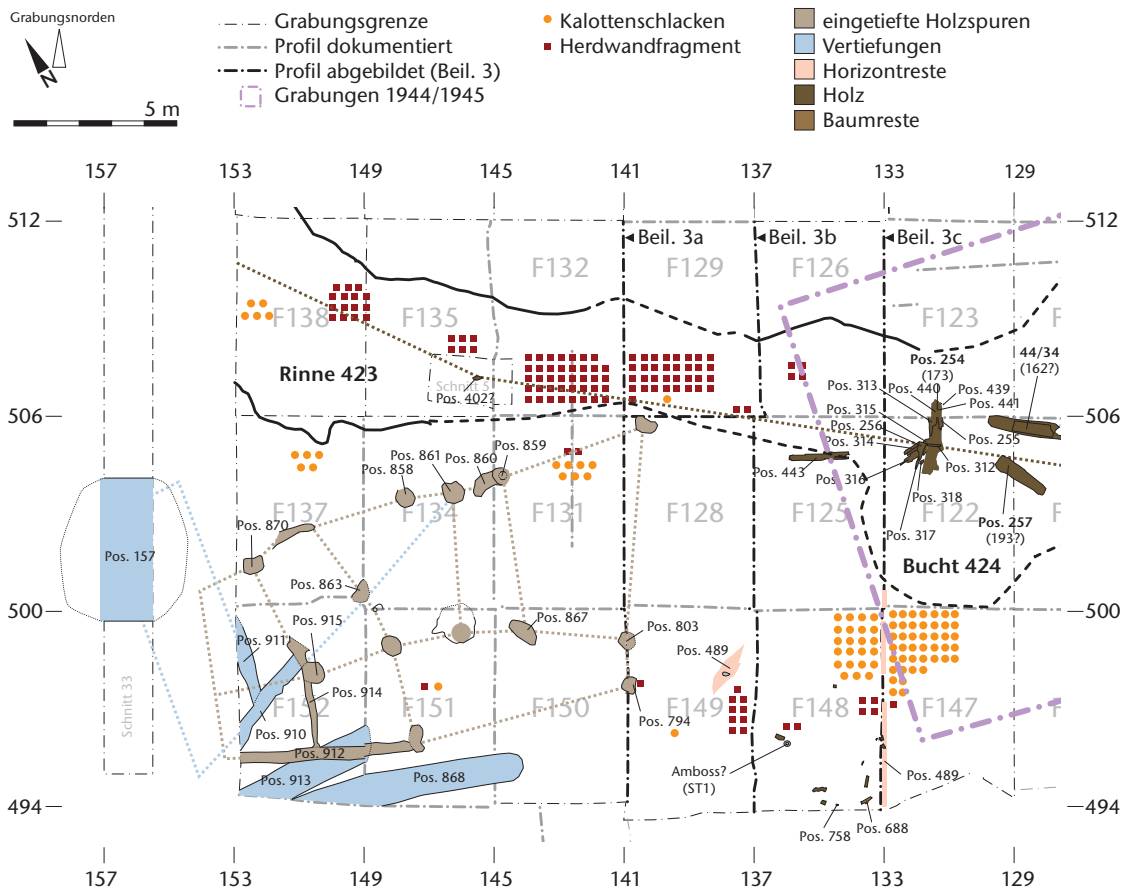 Grabungsnorden
N
5 m
Grabungsgrenze
Profil dokumentiert
Profil abgebildet (Beil. 3)
Grabungen 1944/1945
Kalottenschlacken
Herdwandfragment
eingetiefte Holzspuren
Vertiefungen
Horizontreste
Holz
Baumreste
157 153 149 145 141 137 133 129
512 512
Beil. 3a Beil. 3b Beil. 3c
F132 F129 F126
F138 F135 F123 F
Rinne 423
Schnitt 5
Pos. 402?
Pos. 254
(173)
44/34
(162?)
Pos. 313
Pos. 440
Pos. 439
Pos. 441
Pos. 315
Pos. 256
Pos. 314
Pos. 255
506 506
Pos. 859
Pos. 861
Pos. 860
Pos. 858
Pos. 443
Pos. 316
Pos. 312
Pos. 318
Pos. 317
Pos. 257
(193?)
F137 F134 F131 F128 F125 F122 F
Pos. 870
Pos. 157
Pos. 863
Bucht 424
500 500
Pos. 915
Pos. 911
Pos. 867
Pos. 803
Pos. 489
Pos. 914
Schnitt 33
F152 F151 F150 F149 F148 F147 F
Pos. 910
Pos. 794
Pos. 912
Pos. 913
Pos. 868
Amboss?
(ST1)
Pos. 489
494 494
Pos. 758
Pos. 688
157 153 149 145 141 137 133 129